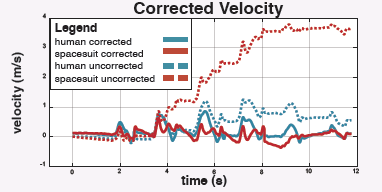 Corrected Velocity
Legend
human corrected
spacesuit corrected
human uncorrected
spacesuit uncorrected
velocity (m/s)
4
3
2
1
0
-1
0 2 4 6 8 10 12
time (s)